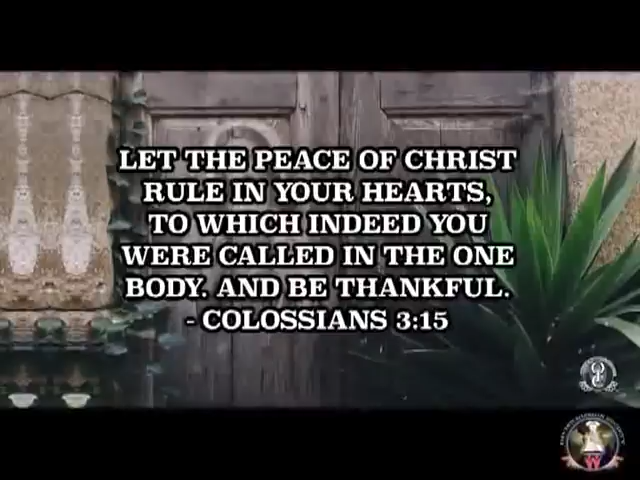 LET THE PEACE OF CHRIST
RULE IN YOUR HEARTS,
TO WHICH INDEED YOU
WERE CALLED IN THE ONE
BODY. AND BE THANKFUL.
- COLOSSIANS 3:15